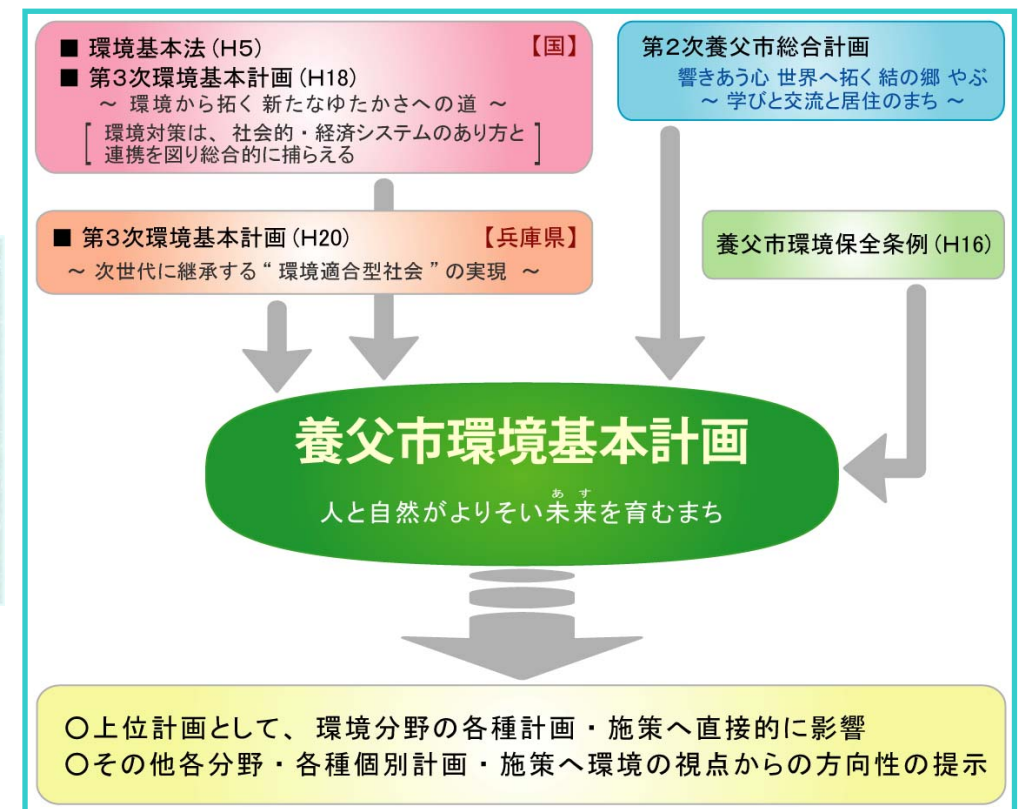 ■ 環境基本法(H5) 【国】
■ 第3次環境基本計画(H18)
～ 環境から拓く 新たなゆたかさへの道 ～
[ 環境対策は、社会的・経済システムのあり方と
連携を図り総合的に捕らえる ]
第2次養父市総合計画
響きあう心 世界へ拓く 結の郷 やぶ
～ 学びと交流と居住のまち ～
■ 第3次環境基本計画(H20) 【兵庫県】
～ 次世代に継承する“環境適合型社会”の実現 ～
養父市環境保全条例(H16)
養父市環境基本計画
あ す
人と自然がよりそい未来を育むまち
○上位計画として、環境分野の各種計画・施策へ直接的に影響
○その他各分野・各種個別計画・施策へ環境の視点からの方向性の提示